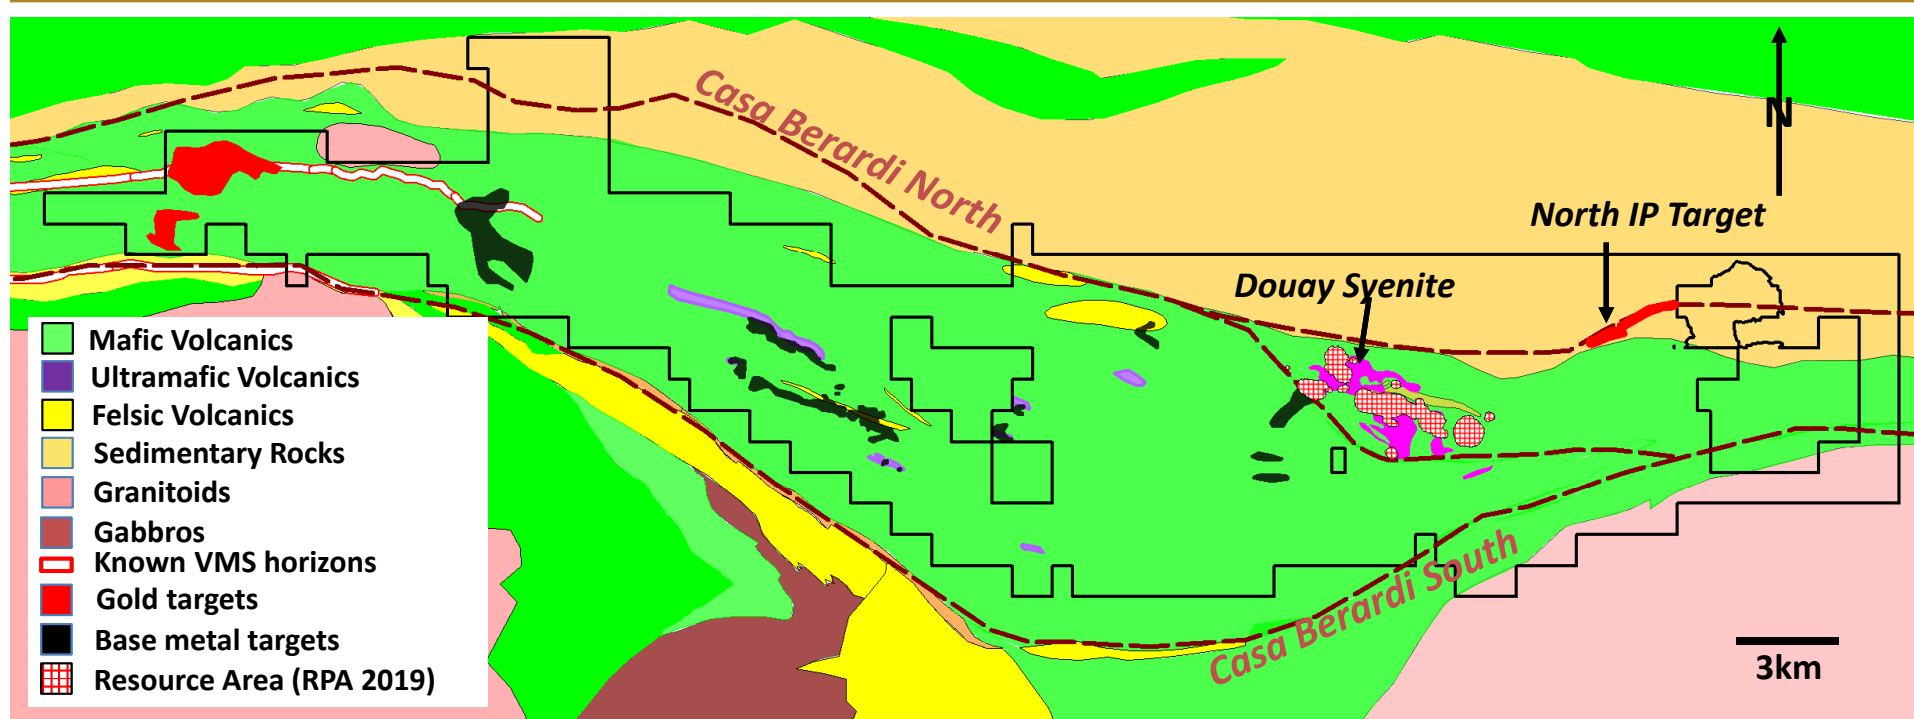 Casa Berardi North
N
North IP Target
Douay Syenite
Mafic Volcanics
Ultramafic Volcanics
Felsic Volcanics
Sedimentary Rocks
Granitoids
Gabbros
Known VMS horizons
Gold targets
Base metal targets
Resource Area (RPA 2019)
Casa Berardi South
3km